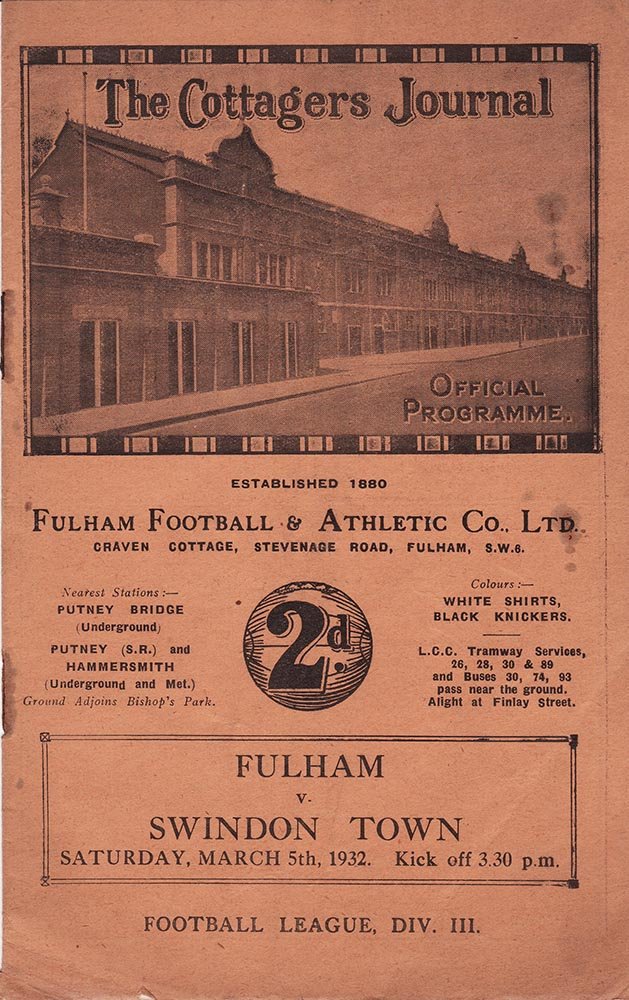 The Cottagers Journal
OFFICIAL
PROGRAMME.
ESTABLISHED 1880
FULHAM FOOTBALL & ATHLETIC CO., LTD.
CRAVEN COTTAGE, STEVENAGE ROAD, FULHAM, S.W.6.
Nearest Stations :—
PUTNEY BRIDGE
(Underground)
PUTNEY (S.R.) and
HAMMERSMITH
(Underground and Met.)
Ground Adjoins Bishop's Park.
2d.
Colours :—
WHITE SHIRTS,
BLACK KNICKERS.
L.C.C. Tramway Services,
26, 28, 30 & 89
and Buses 30, 74, 93
pass near the ground.
Alight at Finlay Street.
FULHAM
V.
SWINDON TOWN
SATURDAY, MARCH 5th, 1932. Kick off 3.30 p.m.
FOOTBALL LEAGUE, DIV. III.